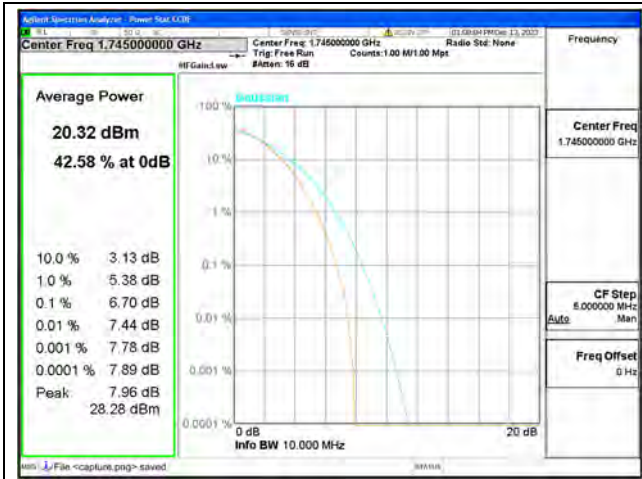 Agilent Spectrum Analyzer - Power Stat CCDF
Center Freq 1.745000000 GHz
Center Freq: 1.745000000 GHz
Radio Std: None
Trig: Free Run
Counts:1.00 M/1.00 Mpt
#IFGain:Low
#Atten: 16 dB
Frequency
Average Power
20.32 dBm
42.58 % at 0dB
10.0 % 3.13 dB
1.0 % 5.38 dB
0.1 % 6.70 dB
0.01 % 7.44 dB
0.001 % 7.78 dB
0.0001 % 7.89 dB
Peak 7.96 dB
28.28 dBm
Gaussian
100 %
10 %
1 %
0.1 %
0.01 %
0.001 %
0.0001 %
0 dB
20 dB
Info BW 10.000 MHz
Center Freq
1.745000000 GHz
CF Step
5.000000 MHz
Auto Man
Freq Offset
0 Hz
MSG
File <capture.png> saved
STATUS